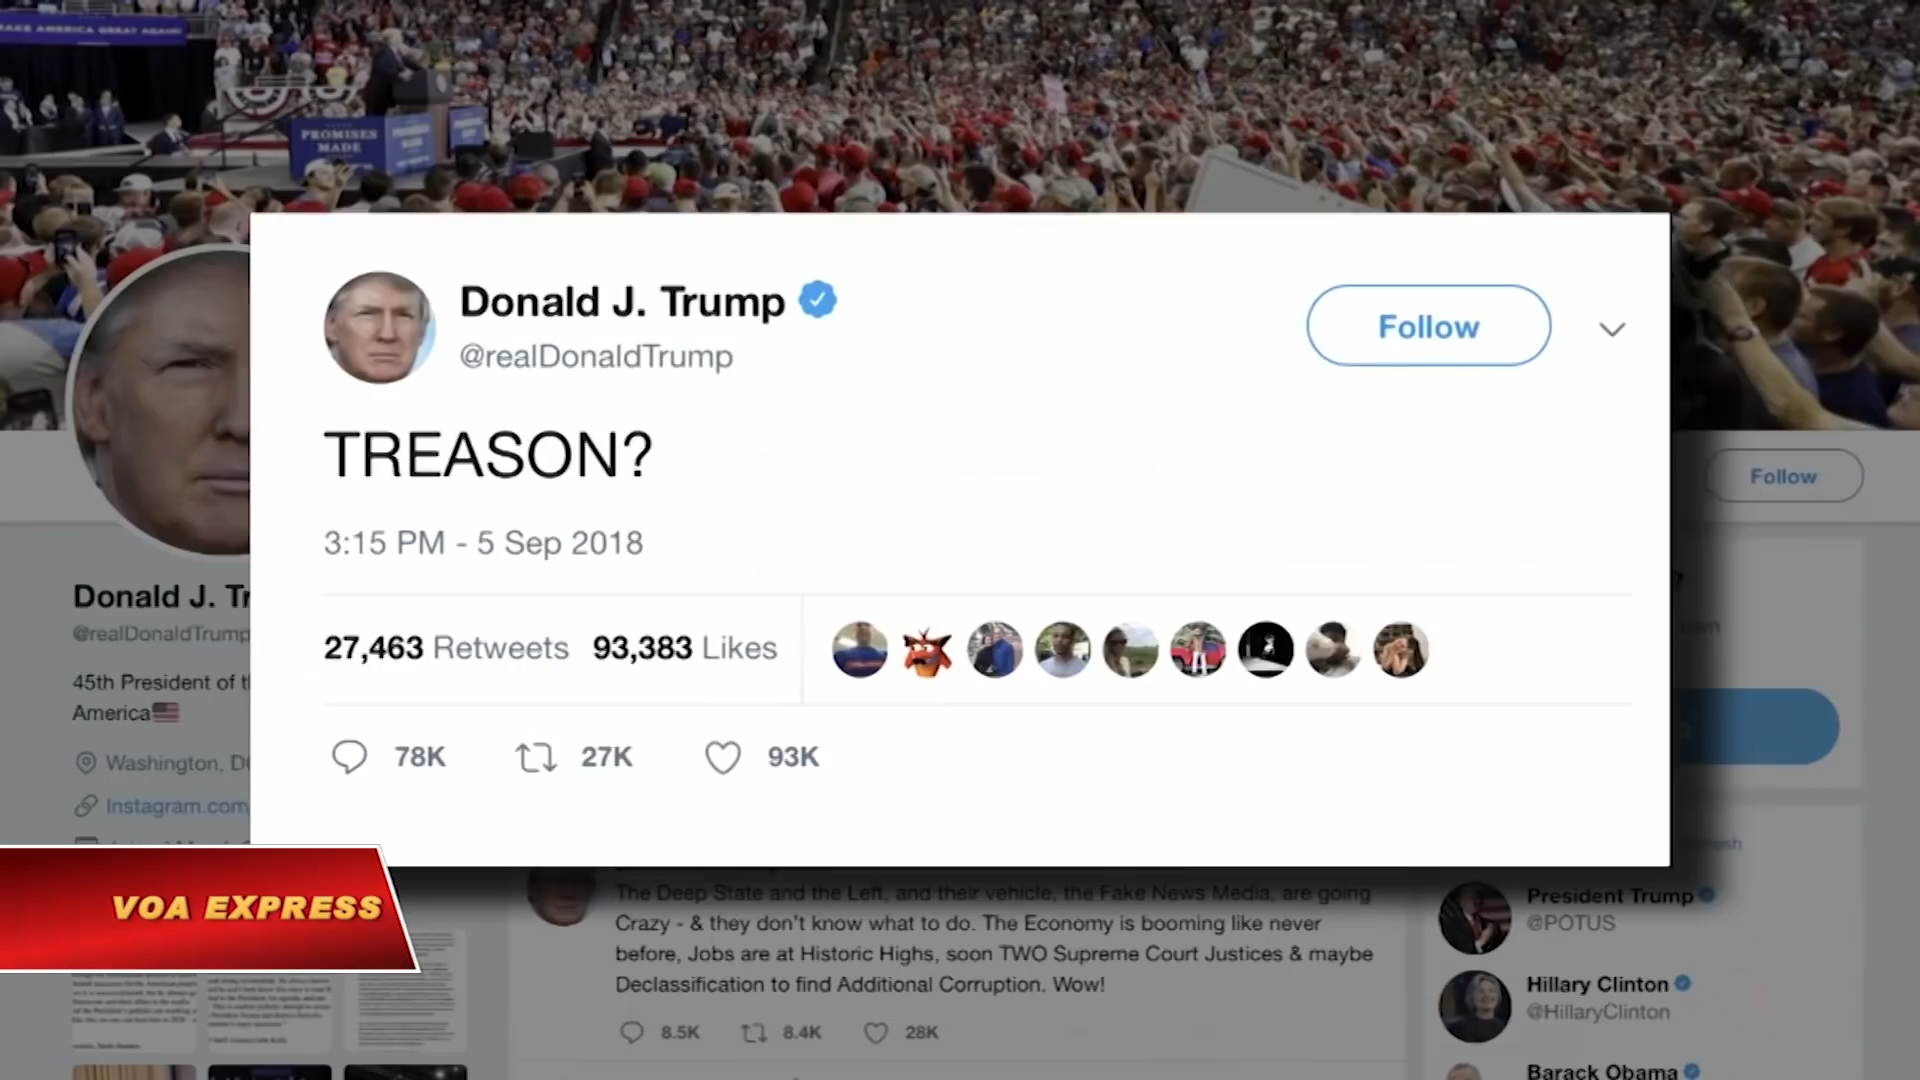 MAKE AMERICA GREAT AGAIN!
PROMISES
MADE
Donald J. Trump
@realDonaldTrump
Follow
TREASON?
3:15 PM - 5 Sep 2018
27,463 Retweets 93,383 Likes
78K 27K 93K
Follow
Donald J. Tr
@realDonaldTrump
45th President of t
America
Washington, D
Instagram.com
VOA EXPRESS
The Deep State and the Left, and their vehicle, the Fake News Media, are going
Crazy - & they don't know what to do. The Economy is booming like never
before, Jobs are at Historic Highs, soon TWO Supreme Court Justices & maybe
Declassification to find Additional Corruption. Wow!
8.5K 8.4K 28K
President Trump
@POTUS
Hillary Clinton
@HillaryClinton
Barack Obama